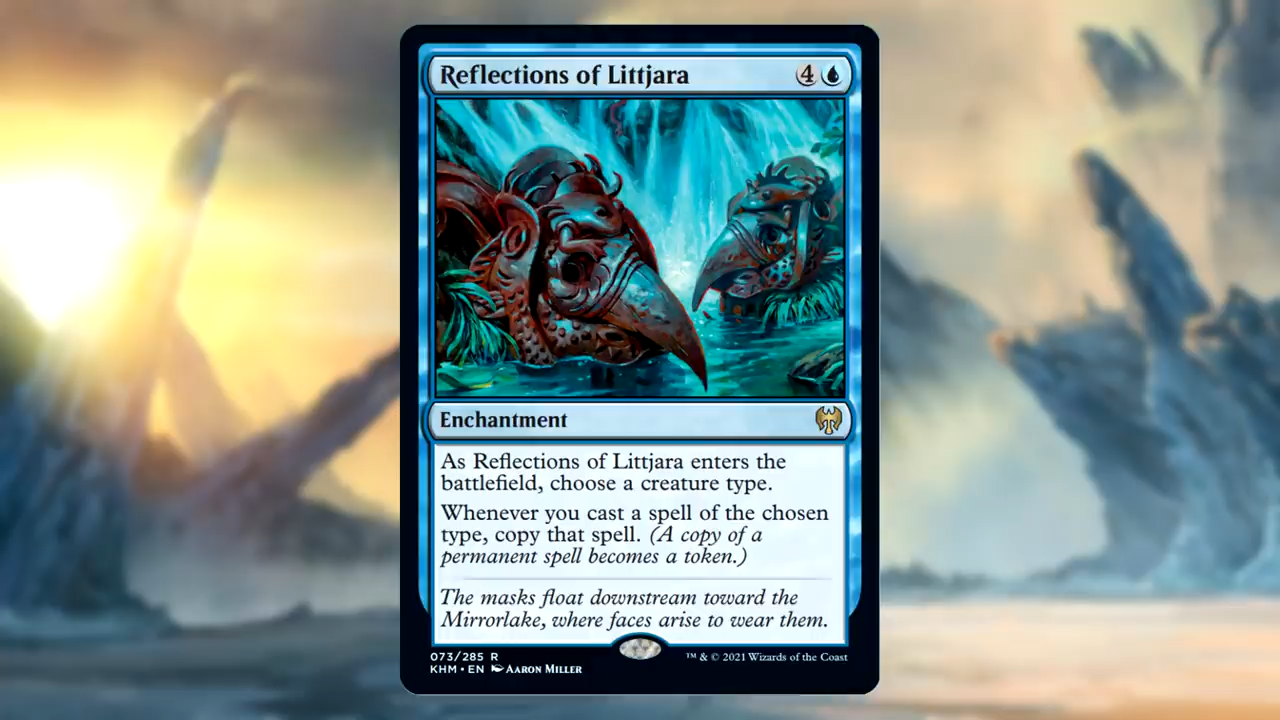 Reflections of Littjara 4
Enchantment
As Reflections of Littjara enters the
battlefield, choose a creature type.
Whenever you cast a spell of the chosen
type, copy that spell. (A copy of a
permanent spell becomes a token.)
The masks float downstream toward the
Mirrorlake, where faces arise to wear them.
073/285 R
KHM • EN AARON MILLER
™ & © 2021 Wizards of the Coast